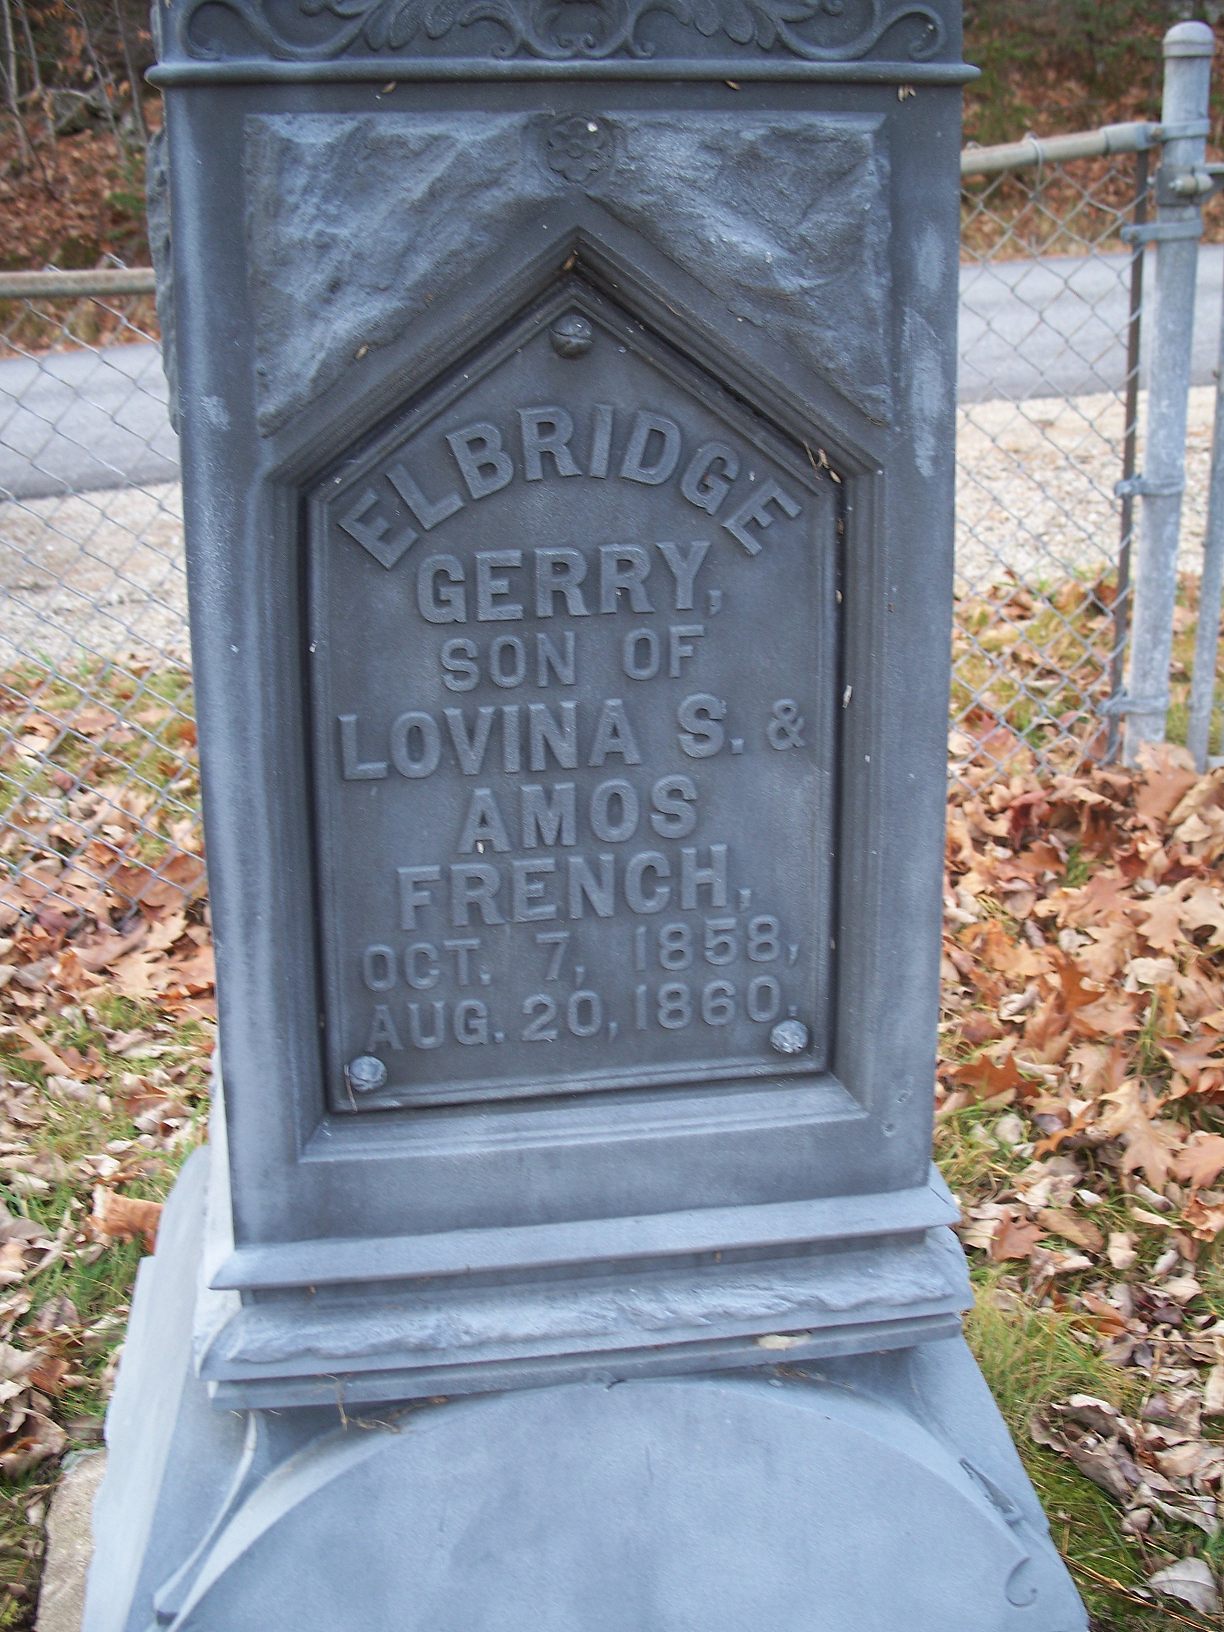 ELBRIDGE
GERRY,
SON OF
LOVINA S. &
AMOS
FRENCH,
OCT. 7, 1858,
AUG. 20, 1860.